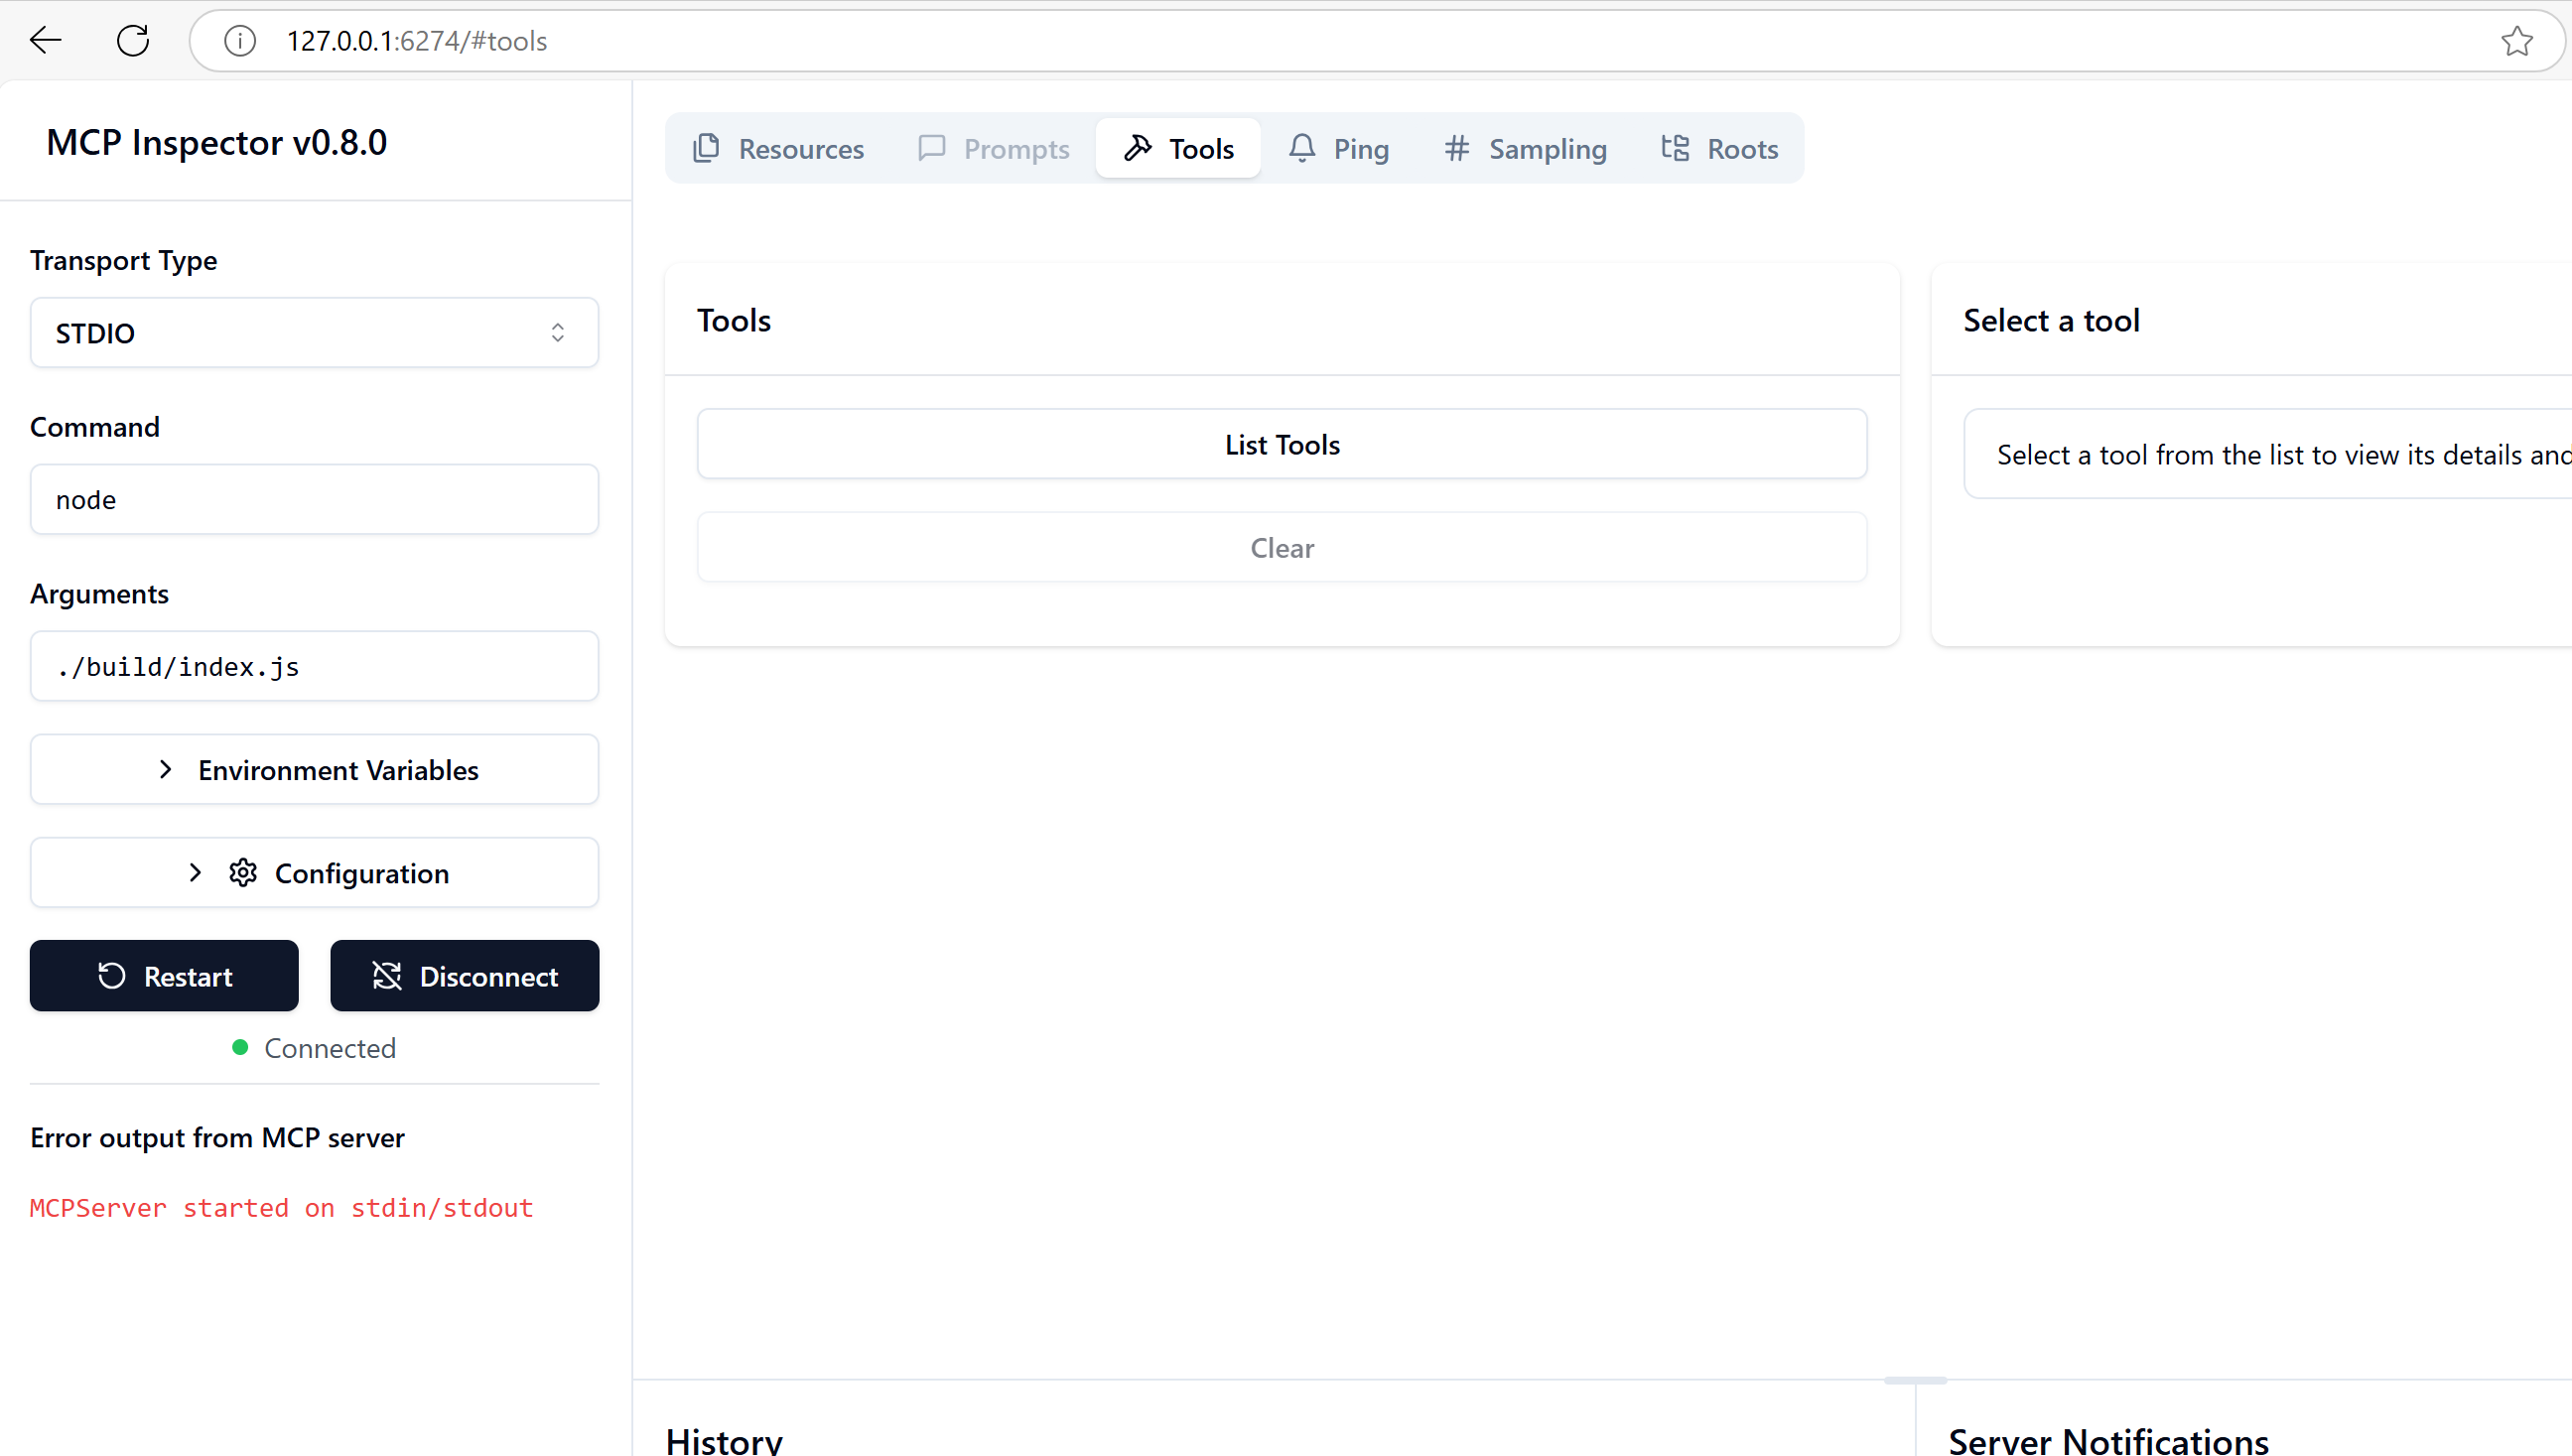 127.0.0.1:6274/#tools
MCP Inspector v0.8.0
Transport Type
STDIO
Command
node
Arguments
./build/index.js
Environment Variables
Configuration
Restart
Disconnect
Connected
Error output from MCP server
MCPServer started on stdin/stdout
Resources
Prompts
Tools
Ping
Sampling
Roots
Tools
List Tools
Clear
Select a tool
Select a tool from the list to view its details and
History
Server Notifications